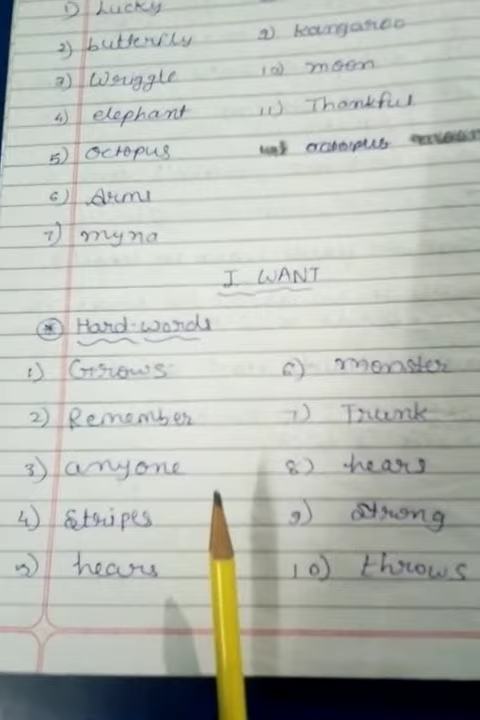 1) Lucky
2) butterfly 9) Kangaroo
3) Wriggle 10) moon
4) elephant 11) Thankful
5) Octopus octopus
6) Arms
7) myna
I WANT
* Hard-words
1) Grows 6) monster
2) Remember 7) Trunk
3) anyone 8) hears
4) Stripes 9) Strong
5) hears 10) throws